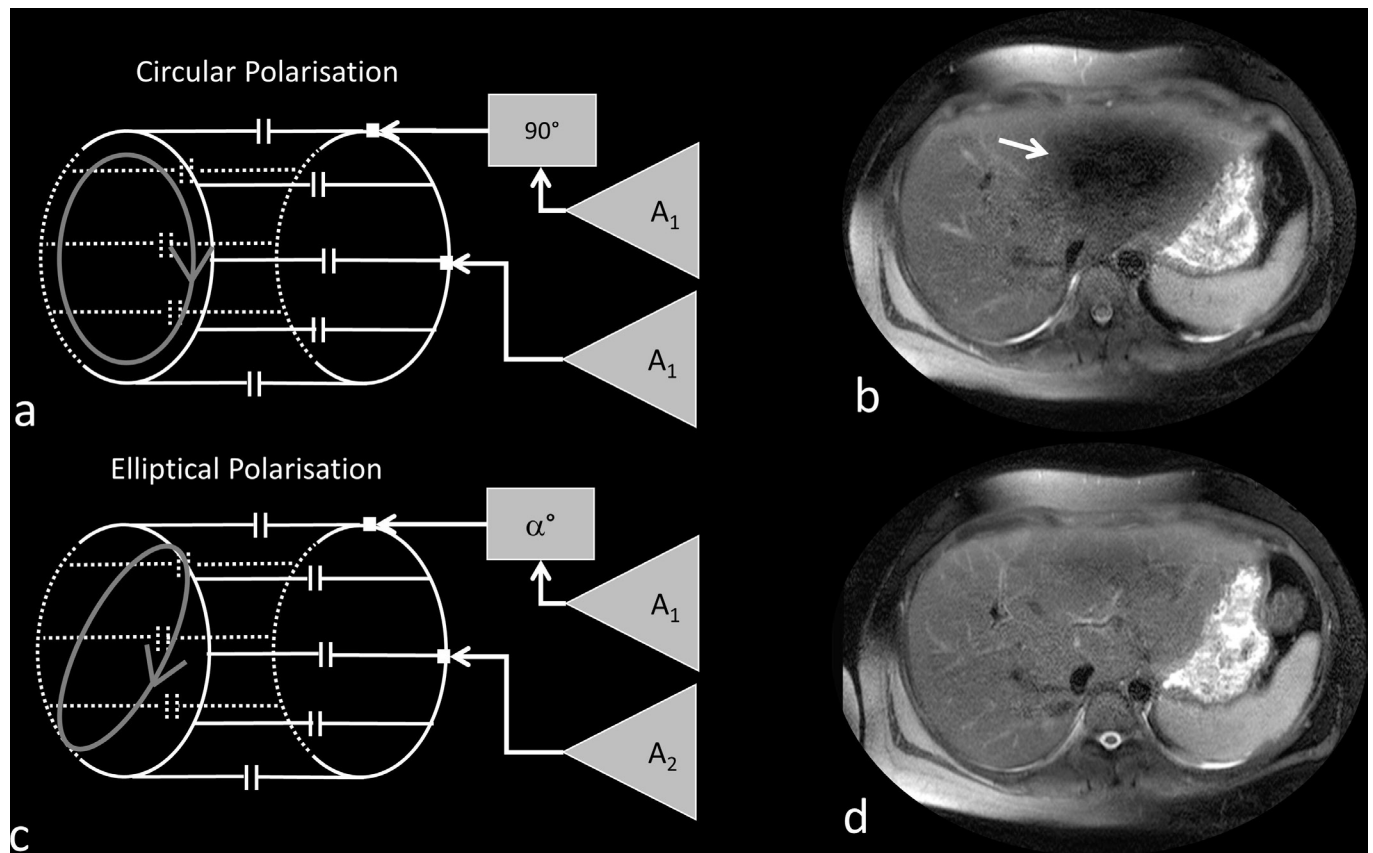 Circular Polarisation
90°
A1
A1
a
b
Elliptical Polarisation
α°
A1
A2
c
d